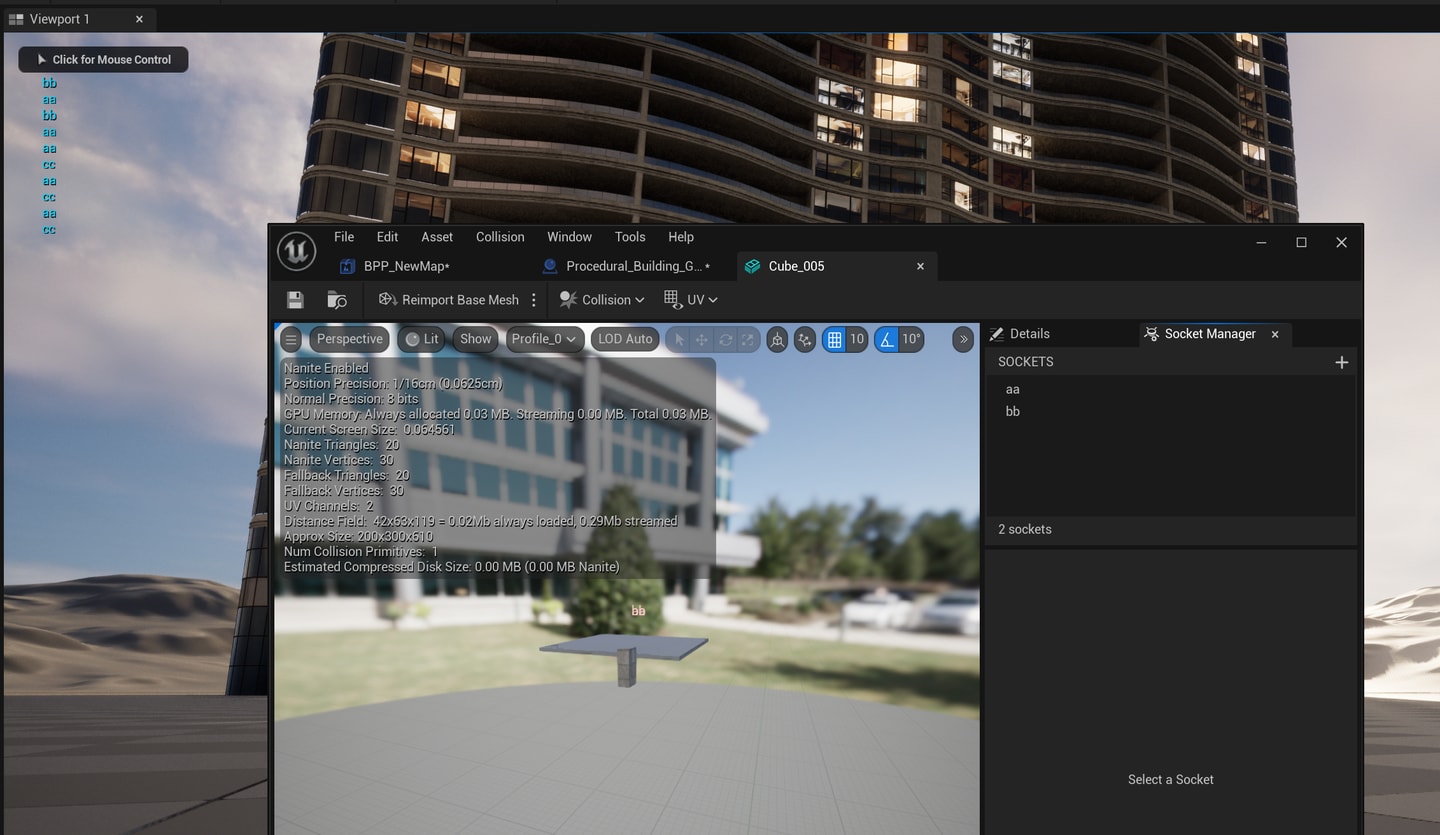 Viewport 1
Click for Mouse Control
bb
aa
bb
aa
aa
cc
aa
cc
aa
cc
File Edit Asset Collision Window Tools Help
BPP_NewMap* Procedural_Building_G... * Cube_005
Reimport Base Mesh Collision UV
Perspective Lit Show Profile_0 LOD Auto 10 10°
Details Socket Manager
SOCKETS
aa
bb
2 sockets
Select a Socket
Nanite Enabled
Position Precision: 1/16cm (0.0625cm)
Normal Precision: 8 bits
GPU Memory: Always allocated 0.03 MB. Streaming 0.00 MB. Total 0.03 MB.
Current Screen Size: 0.064561
Nanite Triangles: 20
Nanite Vertices: 30
Fallback Triangles: 20
Fallback Vertices: 30
UV Channels: 2
Distance Field: 42x63x119 = 0.02Mb always loaded, 0.29Mb streamed
Approx Size: 200x300x610
Num Collision Primitives: 1
Estimated Compressed Disk Size: 0.00 MB (0.00 MB Nanite)
bb